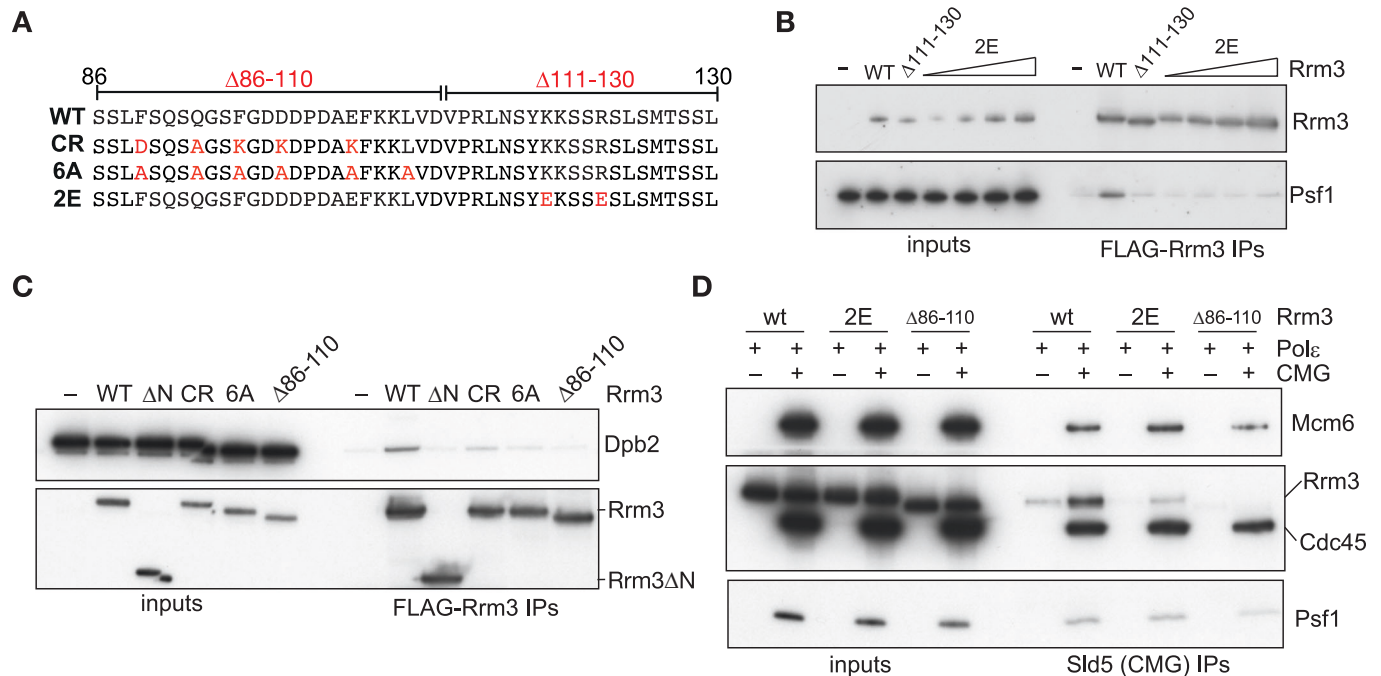 A
86 Δ86-110 Δ111-130 130
WT SSLFSQSQGSFGDDDPDAEFKKLVDVPRLNSYKKSSRSLSMTSSL
CR SSLDSQSAGSKGDKDPDAKFKKLVDVPRLNSYKKSSRSLSMTSSL
6A SSLASQSAGSAGDADPDAAFKKAVDVPRLNSYKKSSRSLSMTSSL
2E SSLFSQSQGSFGDDDPDAEFKKLVDVPRLNSYEKSSESLSMTSSL
B
– WT Δ111-130 2E – WT Δ111-130 2E Rrm3
Rrm3
Psf1
inputs FLAG-Rrm3 IPs
C
– WT ΔN CR 6A Δ86-110 – WT ΔN CR 6A Δ86-110 Rrm3
Dpb2
Rrm3
Rrm3ΔN
inputs FLAG-Rrm3 IPs
D
wt 2E Δ86-110 wt 2E Δ86-110 Rrm3
+ + + + + + + + + + + + Polε
– + – + – + – + – + – + CMG
Mcm6
Rrm3
Cdc45
Psf1
inputs Sld5 (CMG) IPs